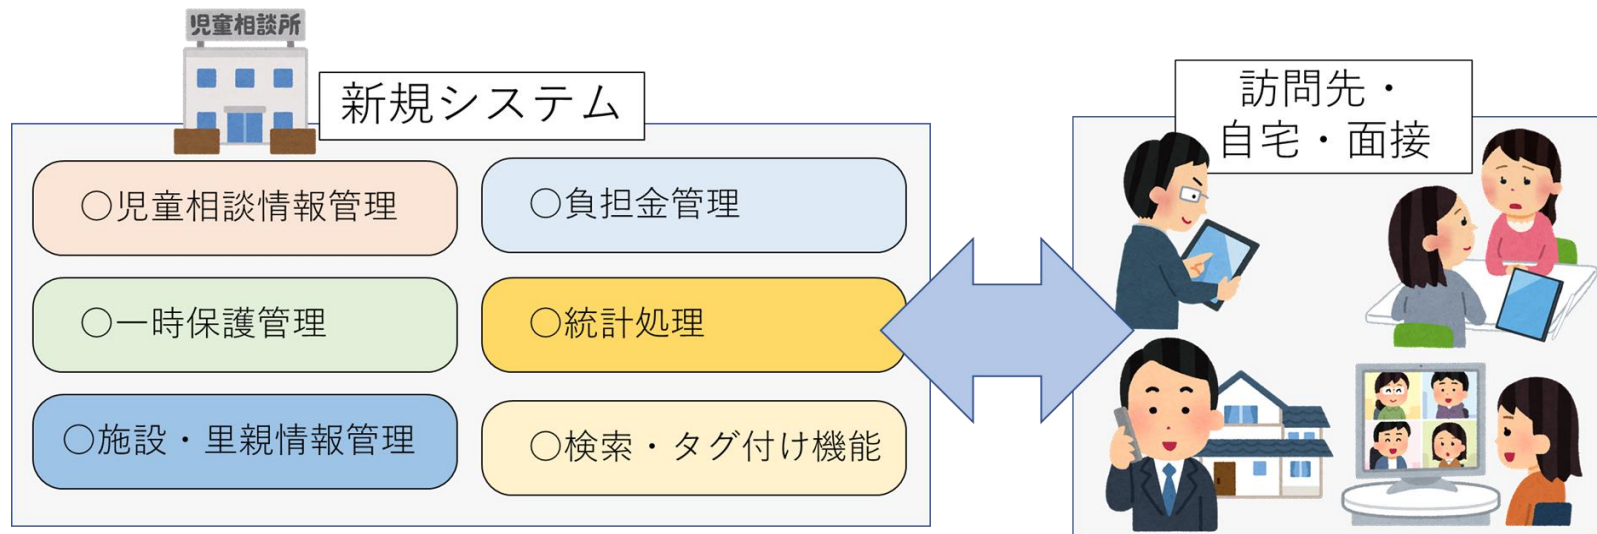 児童相談所
新規システム
○児童相談情報管理
○負担金管理
○一時保護管理
○統計処理
○施設・里親情報管理
○検索・タグ付け機能
訪問先・
自宅・面接